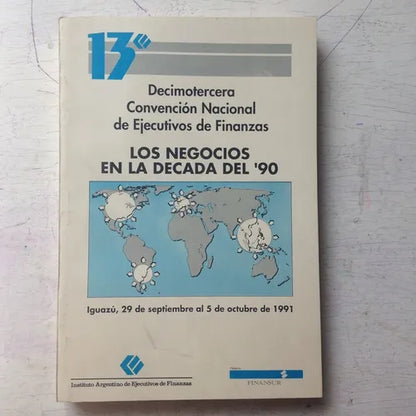 13º
Decimotercera
Convención Nacional
de Ejecutivos de Finanzas
LOS NEGOCIOS
EN LA DECADA DEL '90
Iguazú, 29 de septiembre al 5 de octubre de 1991
Instituto Argentino de Ejecutivos de Finanzas
FINANSUR